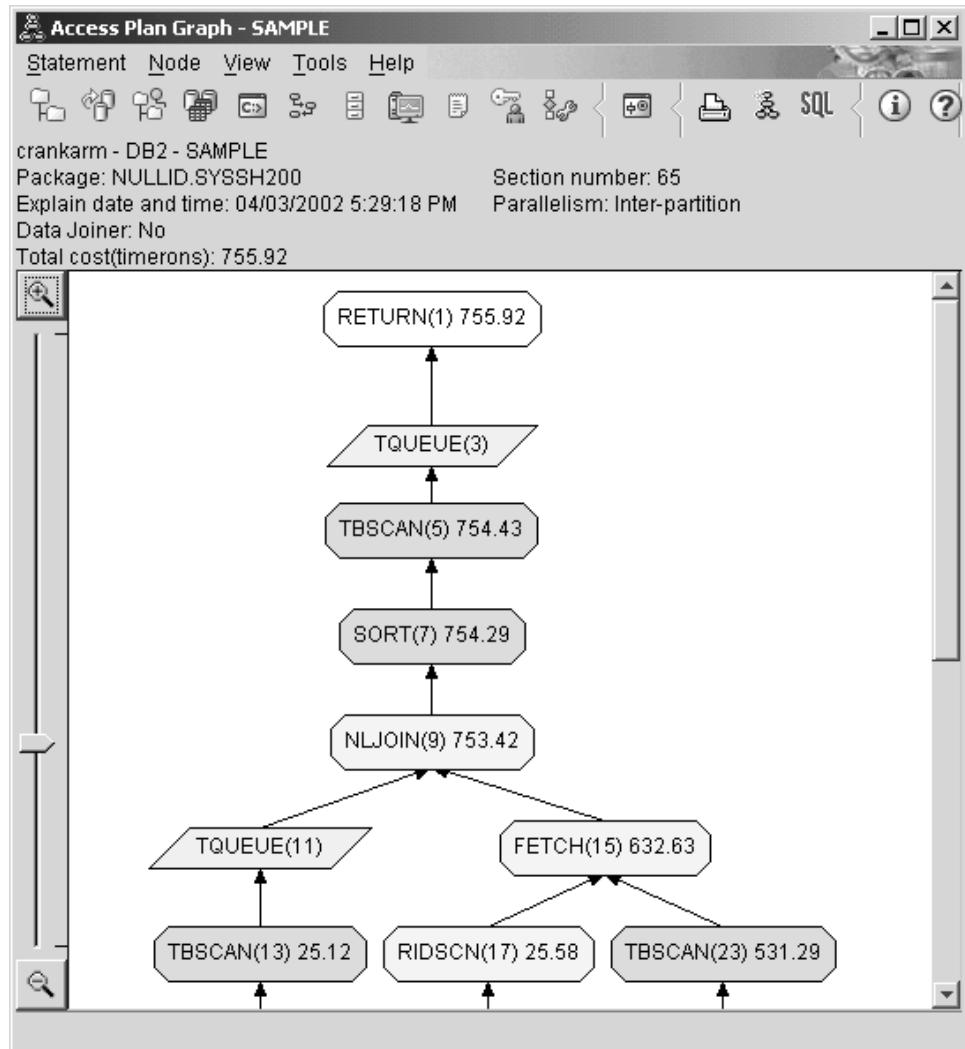 Access Plan Graph - SAMPLE
Statement Node View Tools Help
C:> SQL i ?
crankarm - DB2 - SAMPLE
Package: NULLID.SYSSH200 Section number: 65
Explain date and time: 04/03/2002 5:29:18 PM Parallelism: Inter-partition
Data Joiner: No
Total cost(timerons): 755.92
RETURN(1) 755.92
TQUEUE(3)
TBSCAN(5) 754.43
SORT(7) 754.29
NLJOIN(9) 753.42
TQUEUE(11) FETCH(15) 632.63
TBSCAN(13) 25.12 RIDSCN(17) 25.58 TBSCAN(23) 531.29